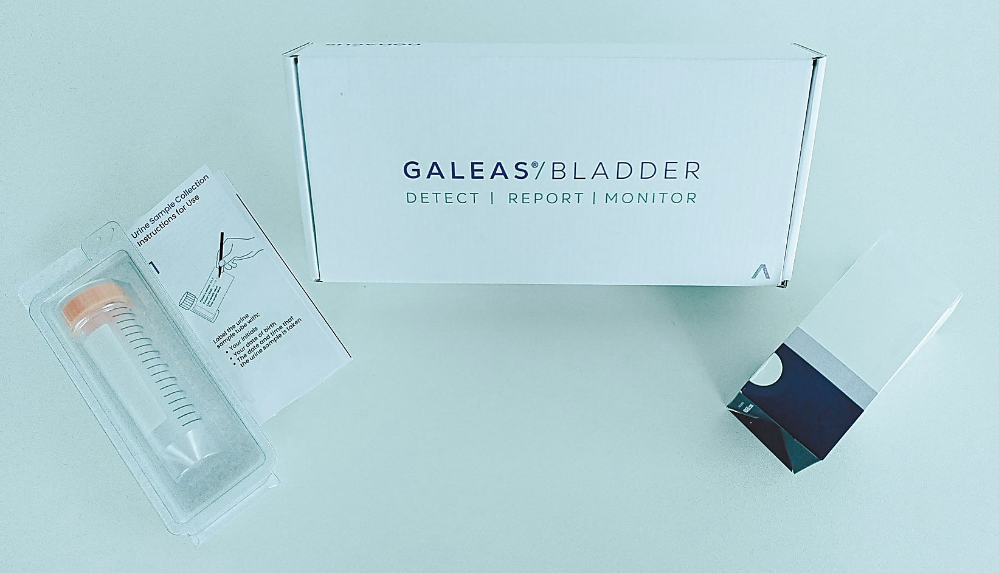 nonacus
GALEAS®/BLADDER
DETECT | REPORT | MONITOR
Urine Sample Collection
Instructions for Use
1
Label the urine
sample tube with:
• Your initials
• Your date of birth
• The date and time that
the urine sample is taken